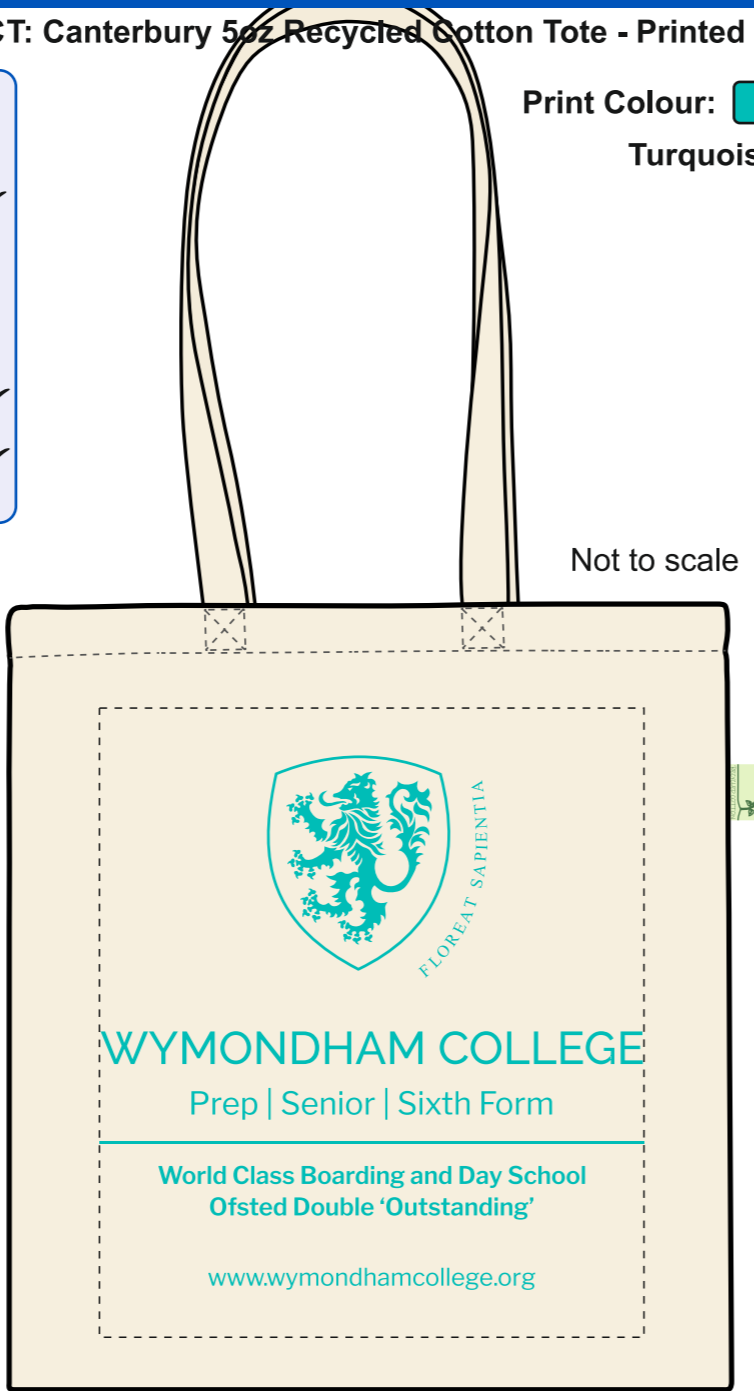 CT: Canterbury 5oz Recycled Cotton Tote - Printed
Print Colour:
Turquois
Not to scale
FLOREAT SAPIENTIA
WYMONDHAM COLLEGE
Prep | Senior | Sixth Form
World Class Boarding and Day School
Ofsted Double ‘Outstanding’
www.wymondhamcollege.org